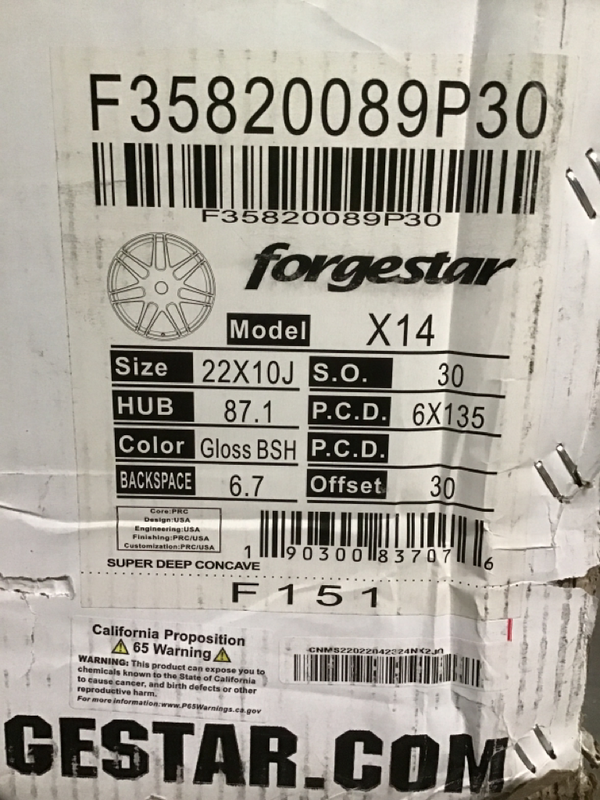 F35820089P30
F35820089P30
forgestar
Model X14
Size 22X10J S.O. 30
HUB 87.1 P.C.D. 6X135
Color Gloss BSH P.C.D.
BACKSPACE 6.7 Offset 30
Core:PRC
Design:USA
Engineering:USA
Finishing:PRC/USA
Customization:PRC/USA
1 90300 83707 6
SUPER DEEP CONCAVE
F151
California Proposition
65 Warning
WARNING: This product can expose you to
chemicals known to the State of California
to cause cancer, and birth defects or other
reproductive harm.
For more information:www.P65Warnings.ca.gov
GESTAR.COM